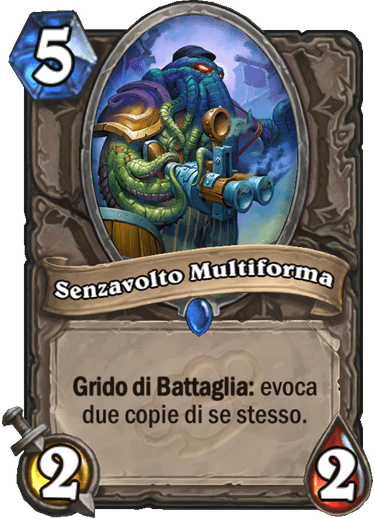 5
Senzavolto Multiforma
Grido di Battaglia: evoca
due copie di se stesso.
2
2